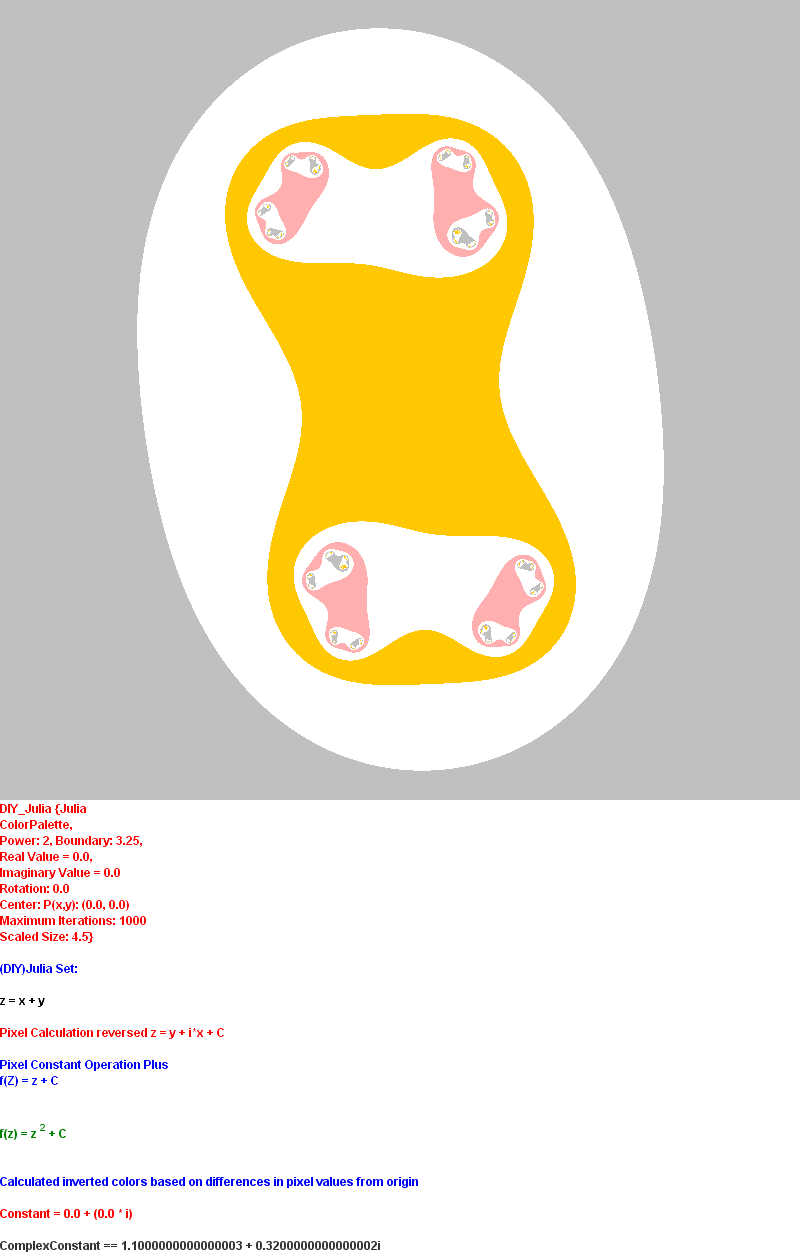 DIY_Julia {Julia
ColorPalette,
Power: 2, Boundary: 3.25,
Real Value = 0.0,
Imaginary Value = 0.0
Rotation: 0.0
Center: P(x,y): (0.0, 0.0)
Maximum Iterations: 1000
Scaled Size: 4.5}
(DIY)Julia Set:
z = x + y
Pixel Calculation reversed z = y + i*x + C
Pixel Constant Operation Plus
f(Z) = z + C
f(z) = z 2 + C
Calculated inverted colors based on differences in pixel values from origin
Constant = 0.0 + (0.0 * i)
ComplexConstant == 1.1000000000000003 + 0.3200000000000002i